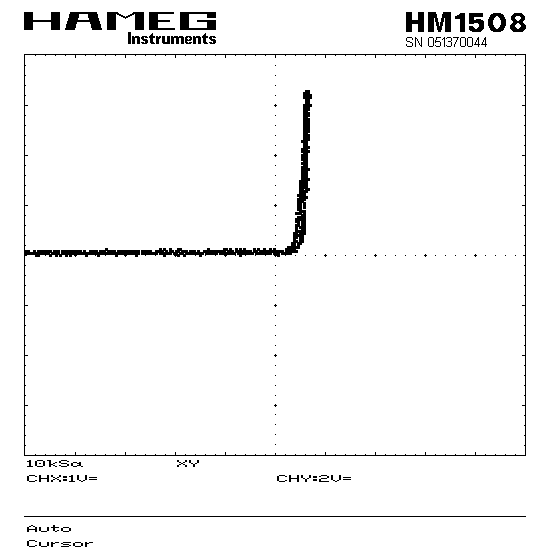 HAMEG HM1508
Instruments SN 051370044
10kSa XY
CHX:1V= CHY:2V=
Auto
Cursor